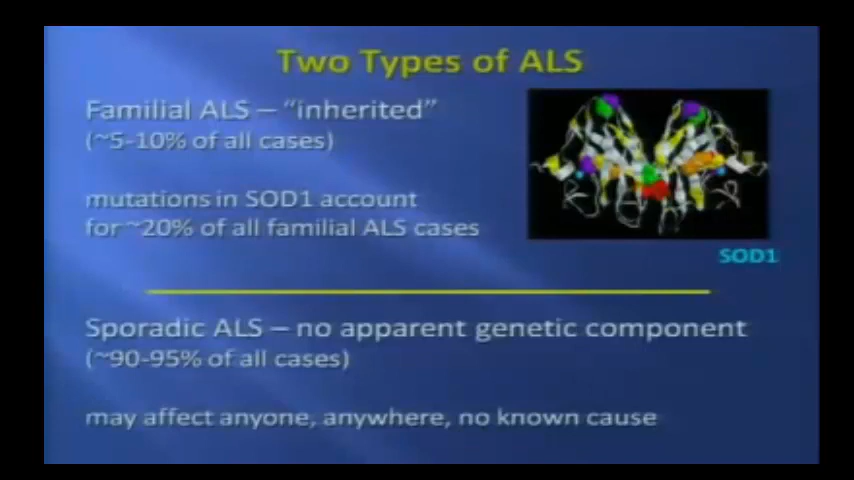 Two Types of ALS
Familial ALS – “inherited”
(~5-10% of all cases)
mutations in SOD1 account
for ~20% of all familial ALS cases
SOD1
Sporadic ALS – no apparent genetic component
(~90-95% of all cases)
may affect anyone, anywhere, no known cause